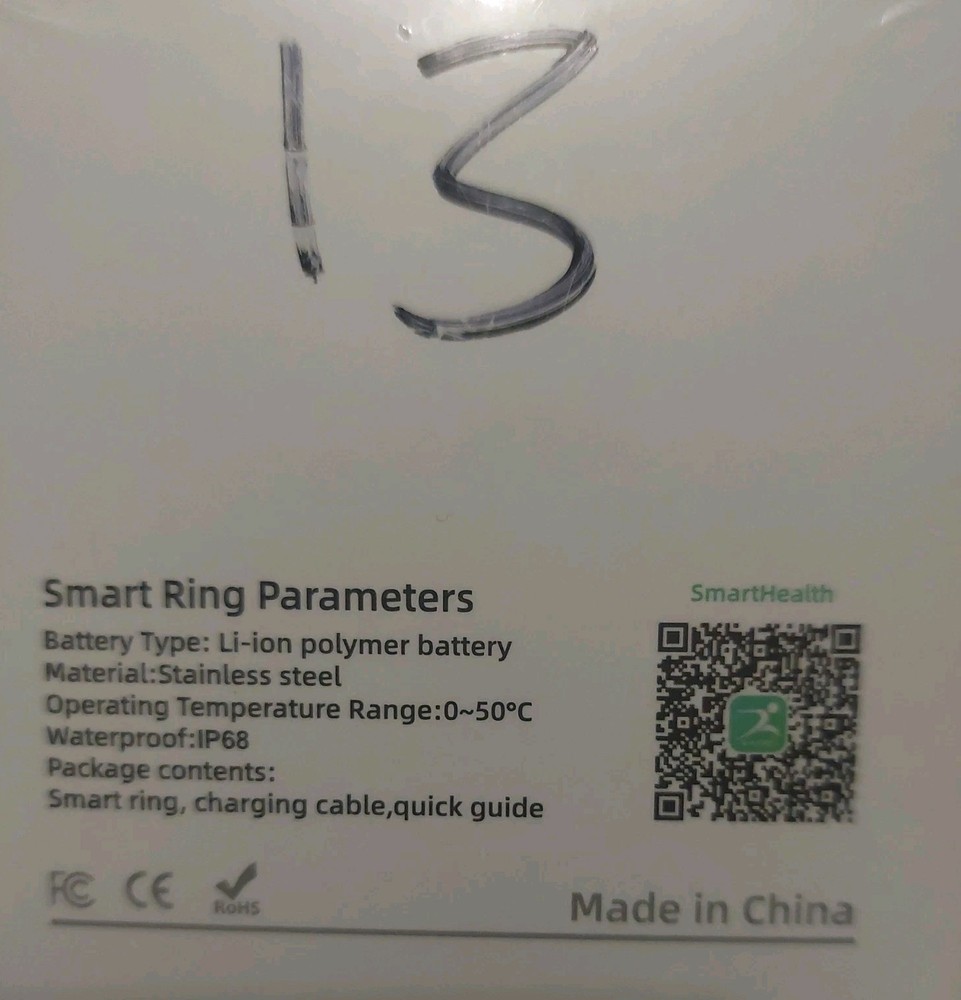 13
Smart Ring Parameters
Battery Type: Li-ion polymer battery
Material:Stainless steel
Operating Temperature Range:0~50°C
Waterproof:IP68
Package contents:
Smart ring, charging cable,quick guide
SmartHealth
FC CE RoHS
Made in China